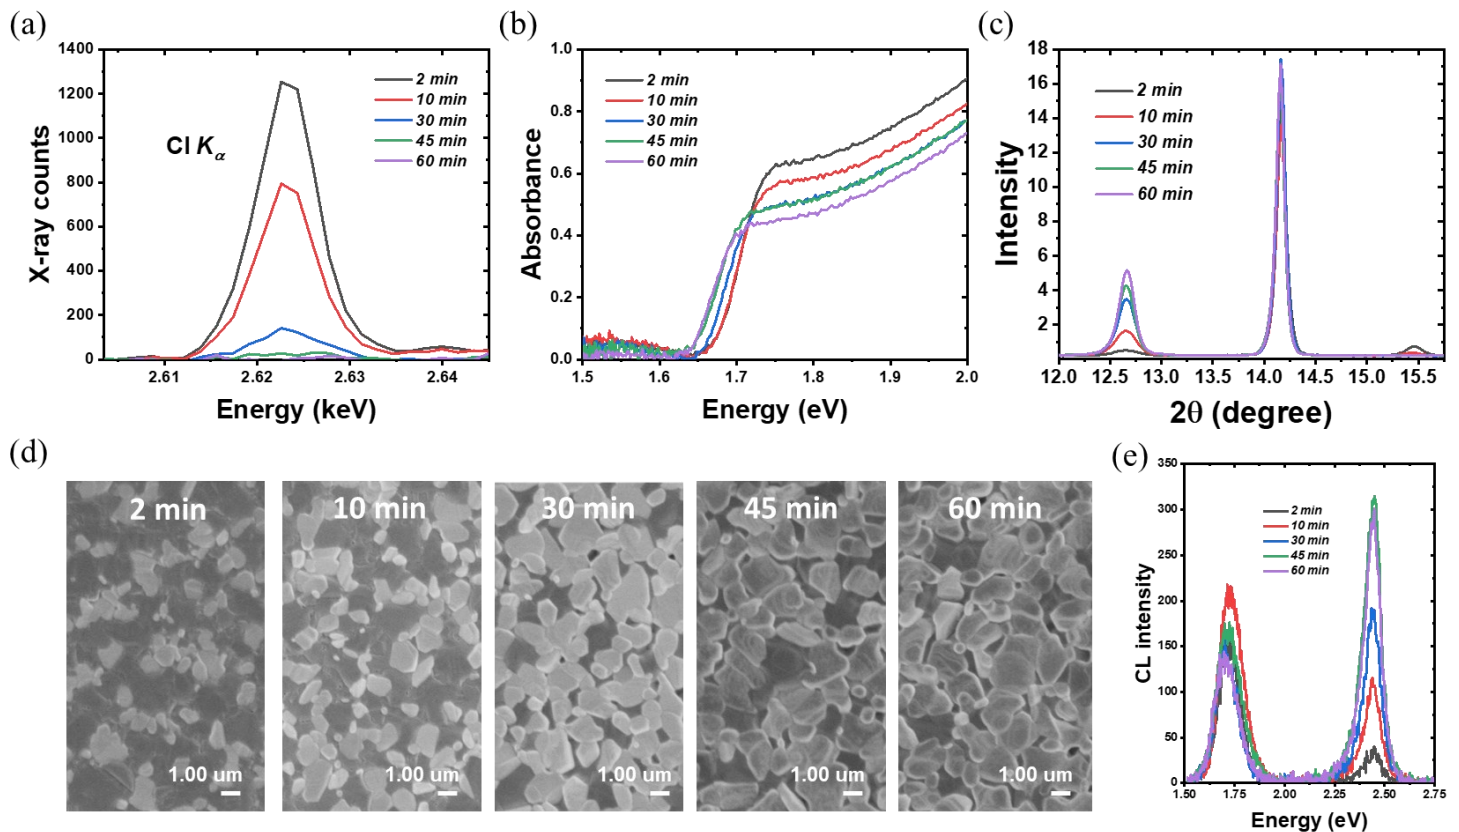 (a)
1400
1200
1000
800
600
400
200
0
X-ray counts
Cl Kα
2 min
10 min
30 min
45 min
60 min
2.61
2.62
2.63
2.64
Energy (keV)
(b)
1.0
0.8
0.6
0.4
0.2
0.0
Absorbance
2 min
10 min
30 min
45 min
60 min
1.5
1.6
1.7
1.8
1.9
2.0
Energy (eV)
(c)
18
16
14
12
10
8
6
4
2
Intensity
2 min
10 min
30 min
45 min
60 min
12.0
12.5
13.0
13.5
14.0
14.5
15.0
15.5
2θ (degree)
(d)
2 min
1.00 um
10 min
1.00 um
30 min
1.00 um
45 min
1.00 um
60 min
1.00 um
(e)
350
300
250
200
150
100
50
0
CL intensity
2 min
10 min
30 min
45 min
60 min
1.50
1.75
2.00
2.25
2.50
2.75
Energy (eV)